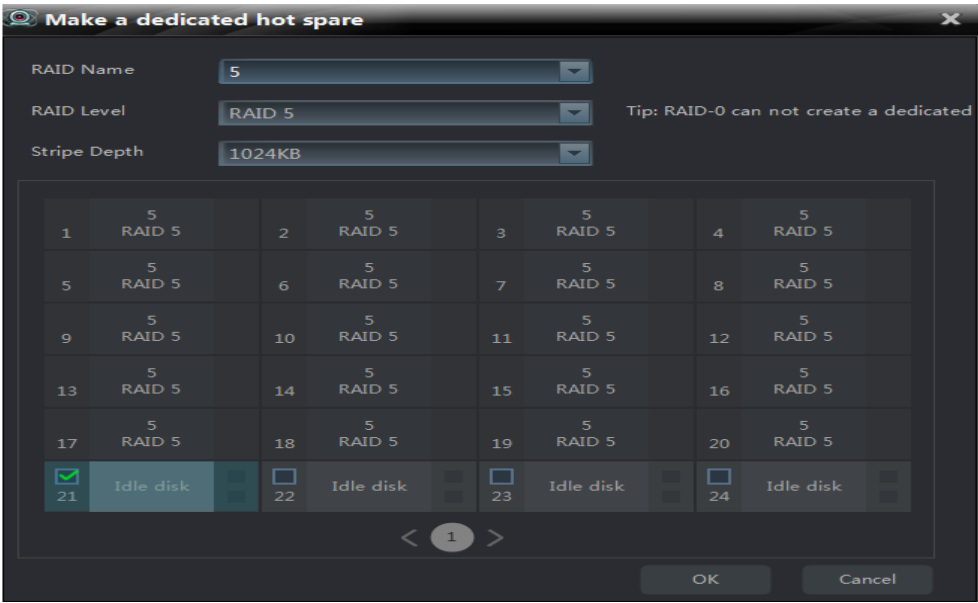 Make a dedicated hot spare
RAID Name 5
RAID Level RAID 5 Tip: RAID-0 can not create a dedicated
Stripe Depth 1024KB
5 5 5 5
1 RAID 5 2 RAID 5 3 RAID 5 4 RAID 5
5 5 5 5
5 RAID 5 6 RAID 5 7 RAID 5 8 RAID 5
5 5 5 5
9 RAID 5 10 RAID 5 11 RAID 5 12 RAID 5
5 5 5 5
13 RAID 5 14 RAID 5 15 RAID 5 16 RAID 5
5 5 5 5
17 RAID 5 18 RAID 5 19 RAID 5 20 RAID 5
21 Idle disk 22 Idle disk 23 Idle disk 24 Idle disk
< 1 >
OK Cancel